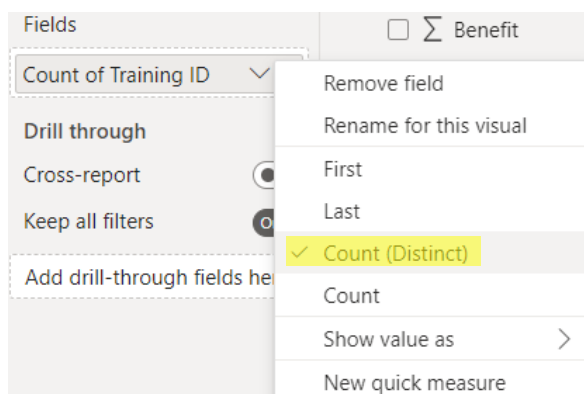 Fields
Σ Benefit
Count of Training ID
Remove field
Rename for this visual
Drill through
First
Cross-report
Last
Keep all filters
Count (Distinct)
Add drill-through fields he
Count
Show value as
New quick measure